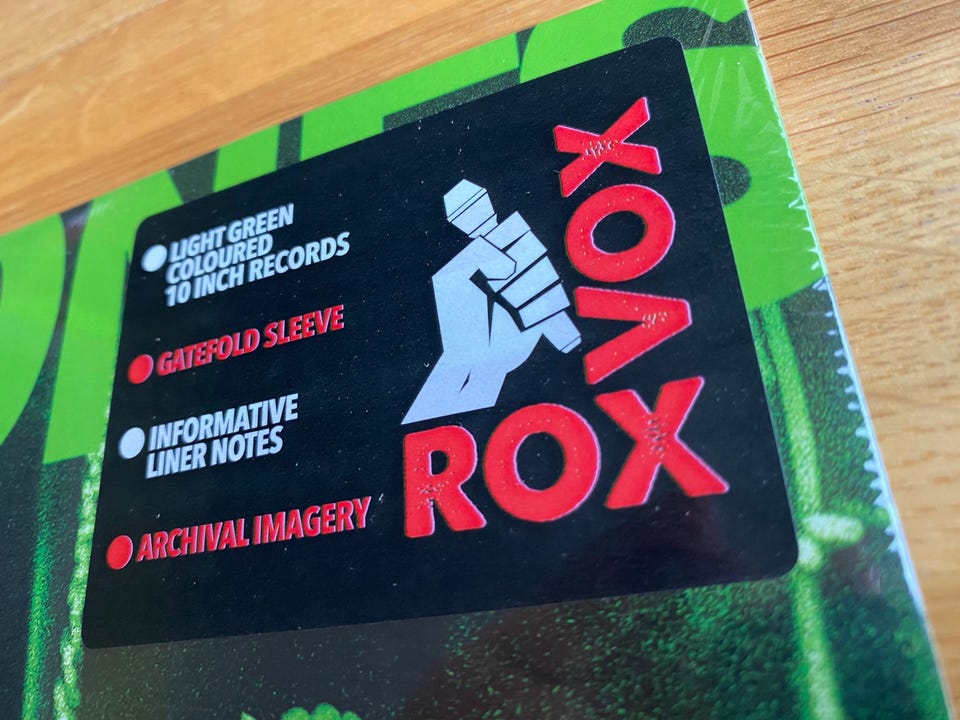 LIGHT GREEN
COLOURED
10 INCH RECORDS
GATEFOLD SLEEVE
INFORMATIVE
LINER NOTES
ARCHIVAL IMAGERY
ROX
VOX